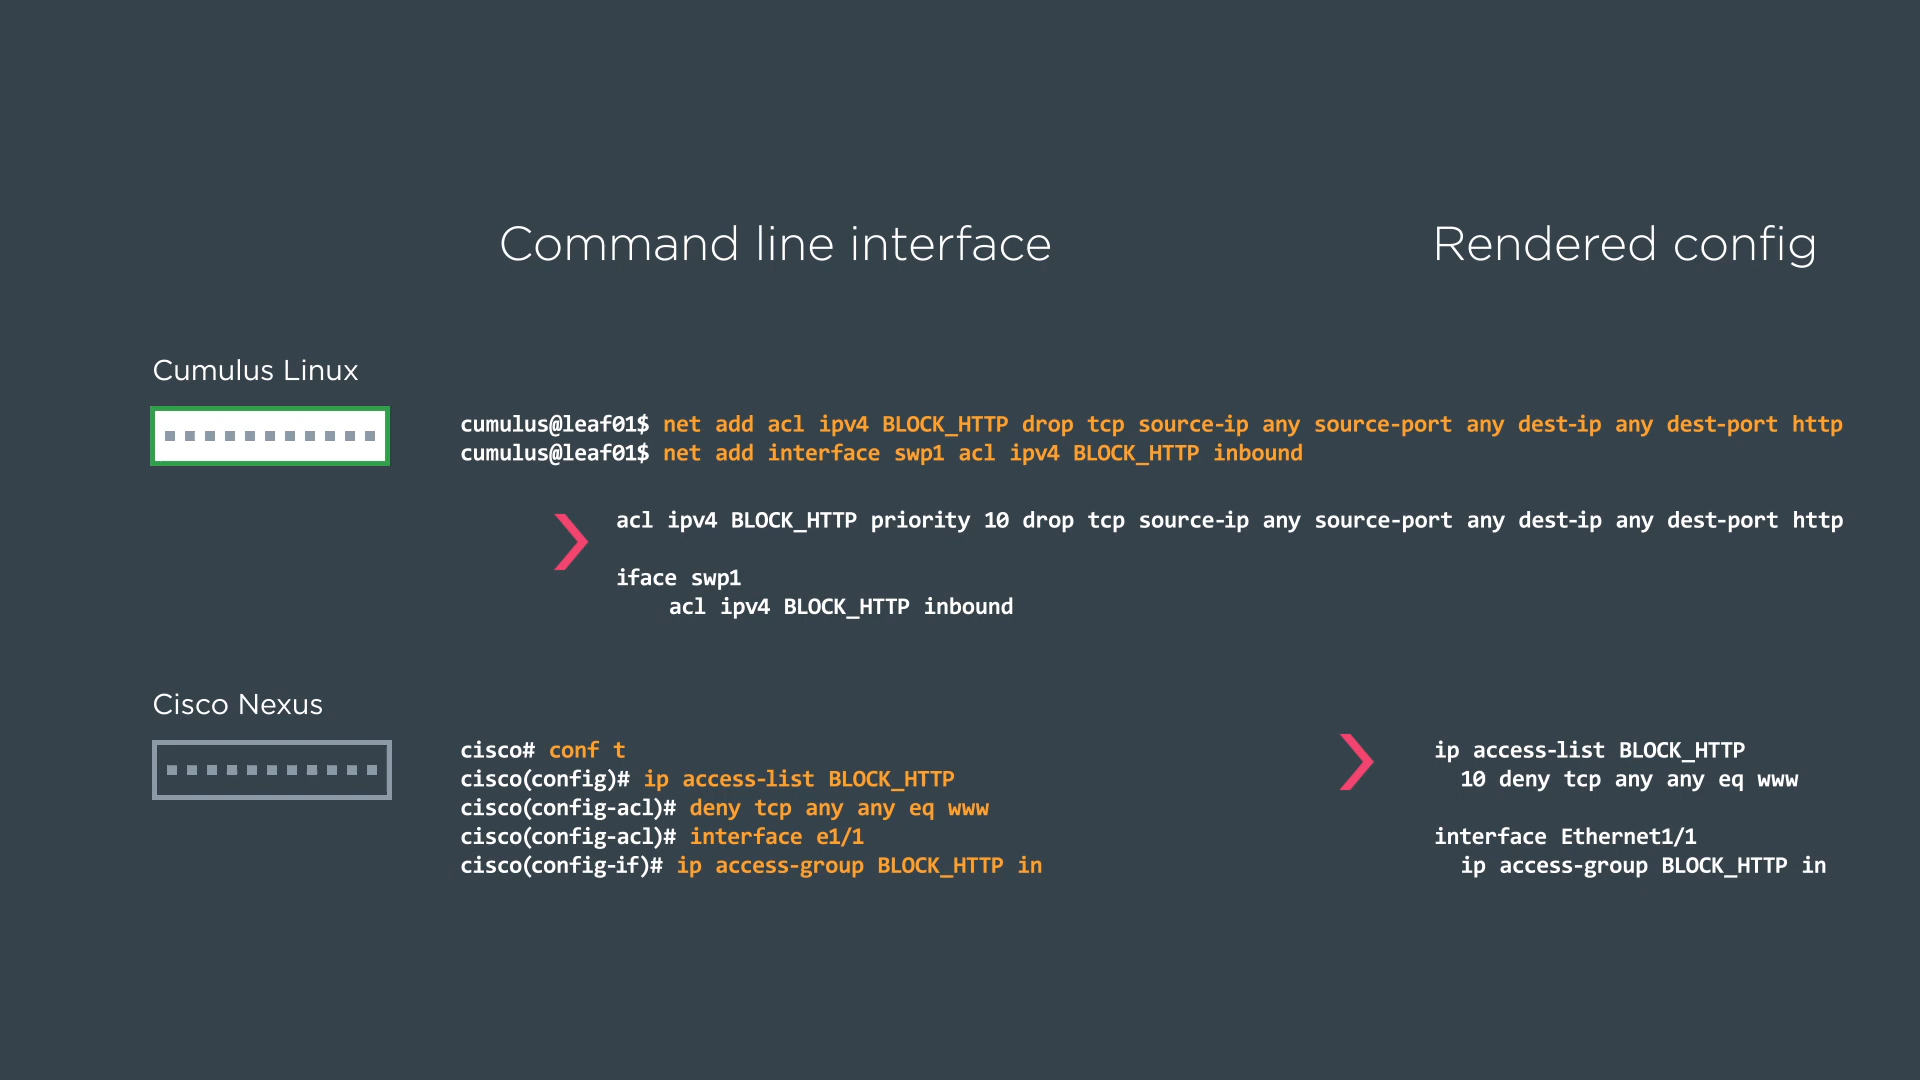 Command line interface
Rendered config
Cumulus Linux
cumulus@leaf01$ net add acl ipv4 BLOCK_HTTP drop tcp source-ip any source-port any dest-ip any dest-port http
cumulus@leaf01$ net add interface swp1 acl ipv4 BLOCK_HTTP inbound
acl ipv4 BLOCK_HTTP priority 10 drop tcp source-ip any source-port any dest-ip any dest-port http
iface swp1
acl ipv4 BLOCK_HTTP inbound
Cisco Nexus
cisco# conf t
cisco(config)# ip access-list BLOCK_HTTP
cisco(config-acl)# deny tcp any any eq www
cisco(config-acl)# interface e1/1
cisco(config-if)# ip access-group BLOCK_HTTP in
ip access-list BLOCK_HTTP
10 deny tcp any any eq www
interface Ethernet1/1
ip access-group BLOCK_HTTP in